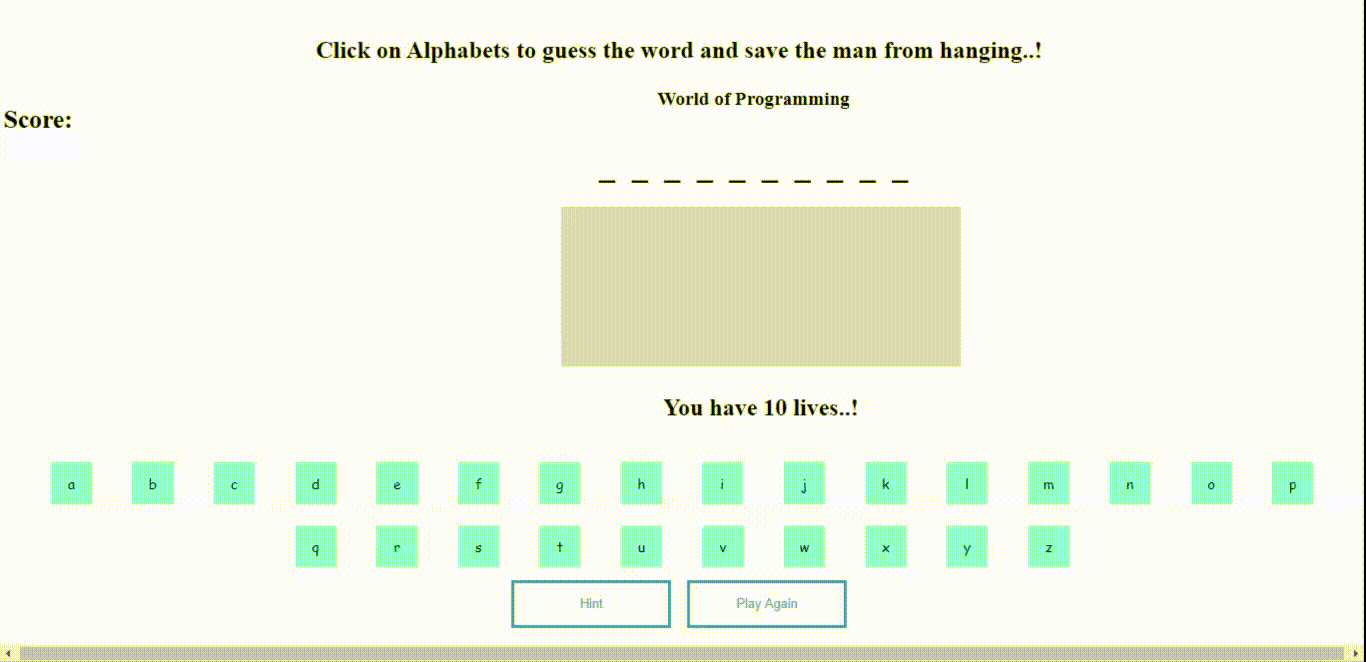 Click on Alphabets to guess the word and save the man from hanging..!
World of Programming
Score:
_ _ _ _ _ _ _ _ _ _
You have 10 lives..!
a b c d e f g h i j k l m n o p
q r s t u v w x y z
Hint Play Again